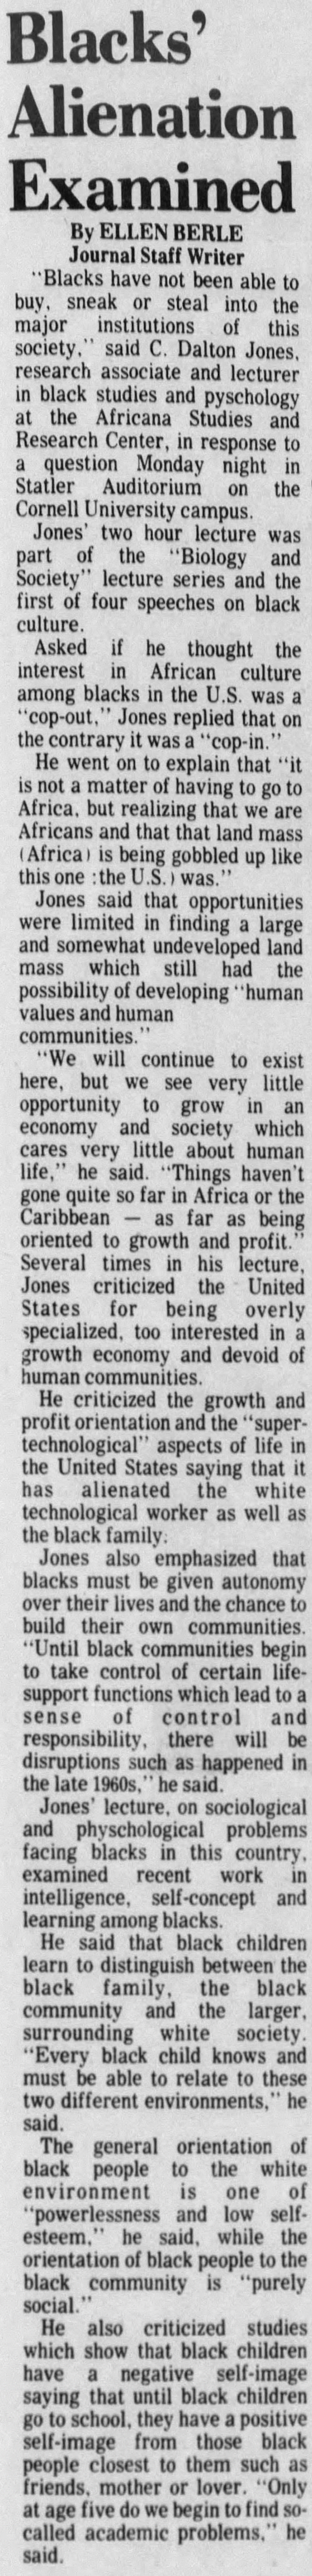 Blacks'
Alienation
Examined
By ELLEN BERLE
Journal Staff Writer
"Blacks have not been able to
buy, sneak or steal into the
major institutions of this
society," said C. Dalton Jones,
research associate and lecturer
in black studies and pyschology
at the Africana Studies and
Research Center, in response to
a question Monday night in
Statler Auditorium on the
Cornell University campus.
Jones' two hour lecture was
part of the "Biology and
Society" lecture series and the
first of four speeches on black
culture.
Asked if he thought the
interest in African culture
among blacks in the U.S. was a
"cop-out," Jones replied that on
the contrary it was a "cop-in."
He went on to explain that "it
is not a matter of having to go to
Africa, but realizing that we are
Africans and that that land mass
(Africa) is being gobbled up like
this one :the U.S.) was."
Jones said that opportunities
were limited in finding a large
and somewhat undeveloped land
mass which still had the
possibility of developing "human
values and human
communities."
"We will continue to exist
here, but we see very little
opportunity to grow in an
economy and society which
cares very little about human
life," he said. "Things haven't
gone quite so far in Africa or the
Caribbean — as far as being
oriented to growth and profit."
Several times in his lecture,
Jones criticized the United
States for being overly
specialized, too interested in a
growth economy and devoid of
human communities.
He criticized the growth and
profit orientation and the "super-
technological" aspects of life in
the United States saying that it
has alienated the white
technological worker as well as
the black family.
Jones also emphasized that
blacks must be given autonomy
over their lives and the chance to
build their own communities.
"Until black communities begin
to take control of certain life-
support functions which lead to a
sense of control and
responsibility, there will be
disruptions such as happened in
the late 1960s," he said.
Jones' lecture, on sociological
and physchological problems
facing blacks in this country,
examined recent work in
intelligence, self-concept and
learning among blacks.
He said that black children
learn to distinguish between the
black family, the black
community and the larger,
surrounding white society.
"Every black child knows and
must be able to relate to these
two different environments," he
said.
The general orientation of
black people to the white
environment is one of
"powerlessness and low self-
esteem," he said, while the
orientation of black people to the
black community is "purely
social."
He also criticized studies
which show that black children
have a negative self-image
saying that until black children
go to school, they have a positive
self-image from those black
people closest to them such as
friends, mother or lover. "Only
at age five do we begin to find so-
called academic problems," he
said.